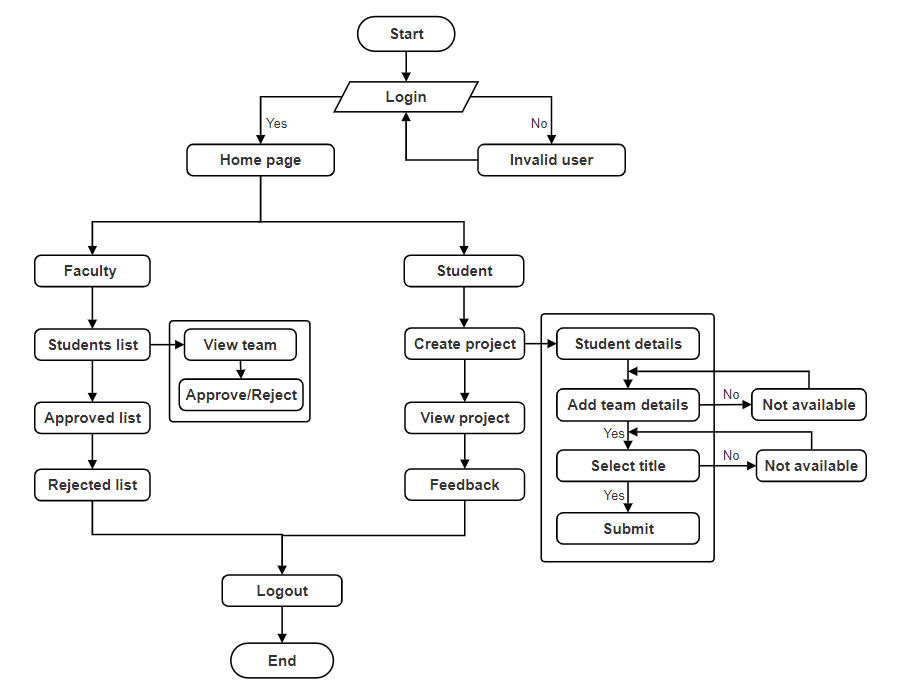 Start
Login
Yes
No
Home page
Invalid user
Faculty
Student
Students list
View team
Create project
Student details
Approve/Reject
Approved list
View project
Add team details
No
Not available
Yes
Rejected list
Feedback
Select title
No
Not available
Yes
Submit
Logout
End